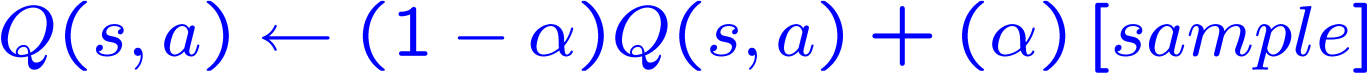 Q(s, a) ← (1 − α)Q(s, a) + (α) [sample]